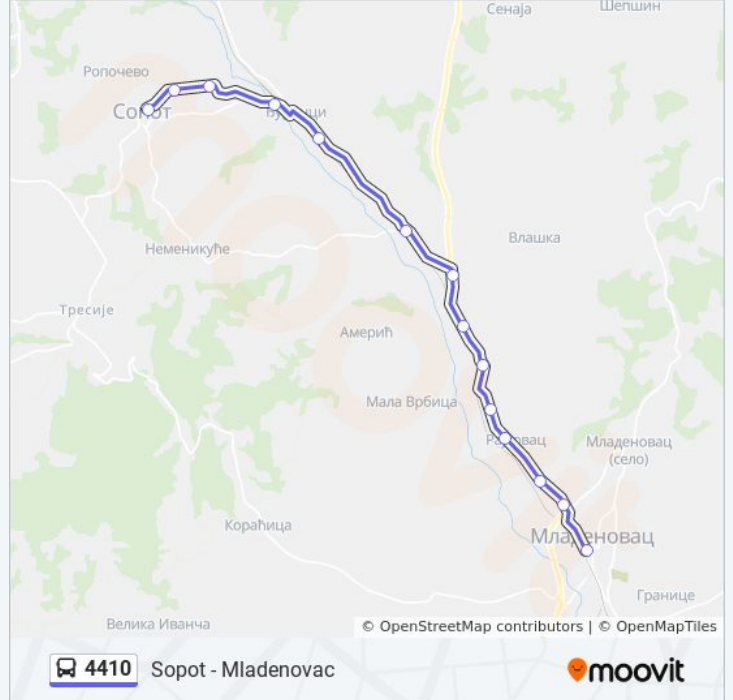 Сенаја
Шепшин
Ропочево
Сопот
Неменикуће
Влашка
Тресије
Амерић
Мала Врбица
Младеновац
(село)
Кораћица
Младеновац
Границе
Велика Иванча
© OpenStreetMap contributors | © OpenMapTiles
4410 Sopot - Mladenovac
moovit